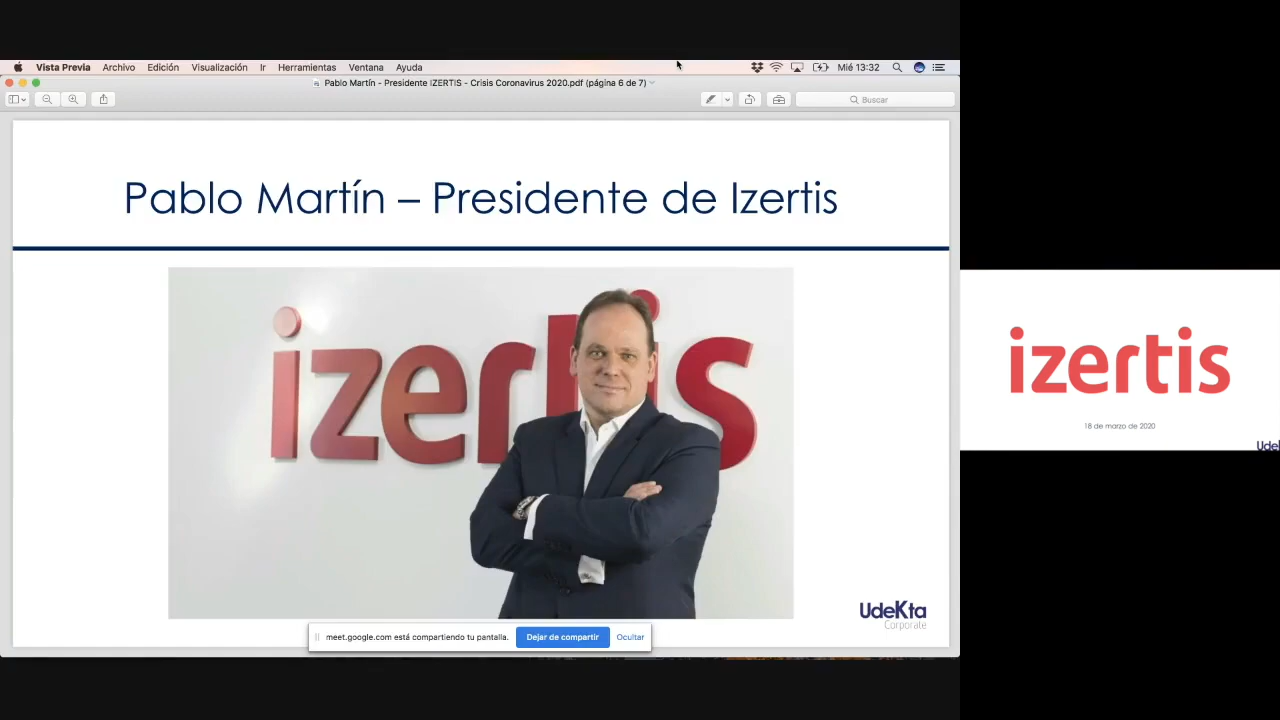 Vista Previa Archivo Edición Visualización Ir Herramientas Ventana Ayuda Mié 13:32
Pablo Martín - Presidente IZERTIS - Crisis Coronavirus 2020.pdf (página 6 de 7)
Buscar
Pablo Martín – Presidente de Izertis
izertis
UdeKta
Corporate
meet.google.com está compartiendo tu pantalla. Dejar de compartir Ocultar
izertis
18 de marzo de 2020
UdeK